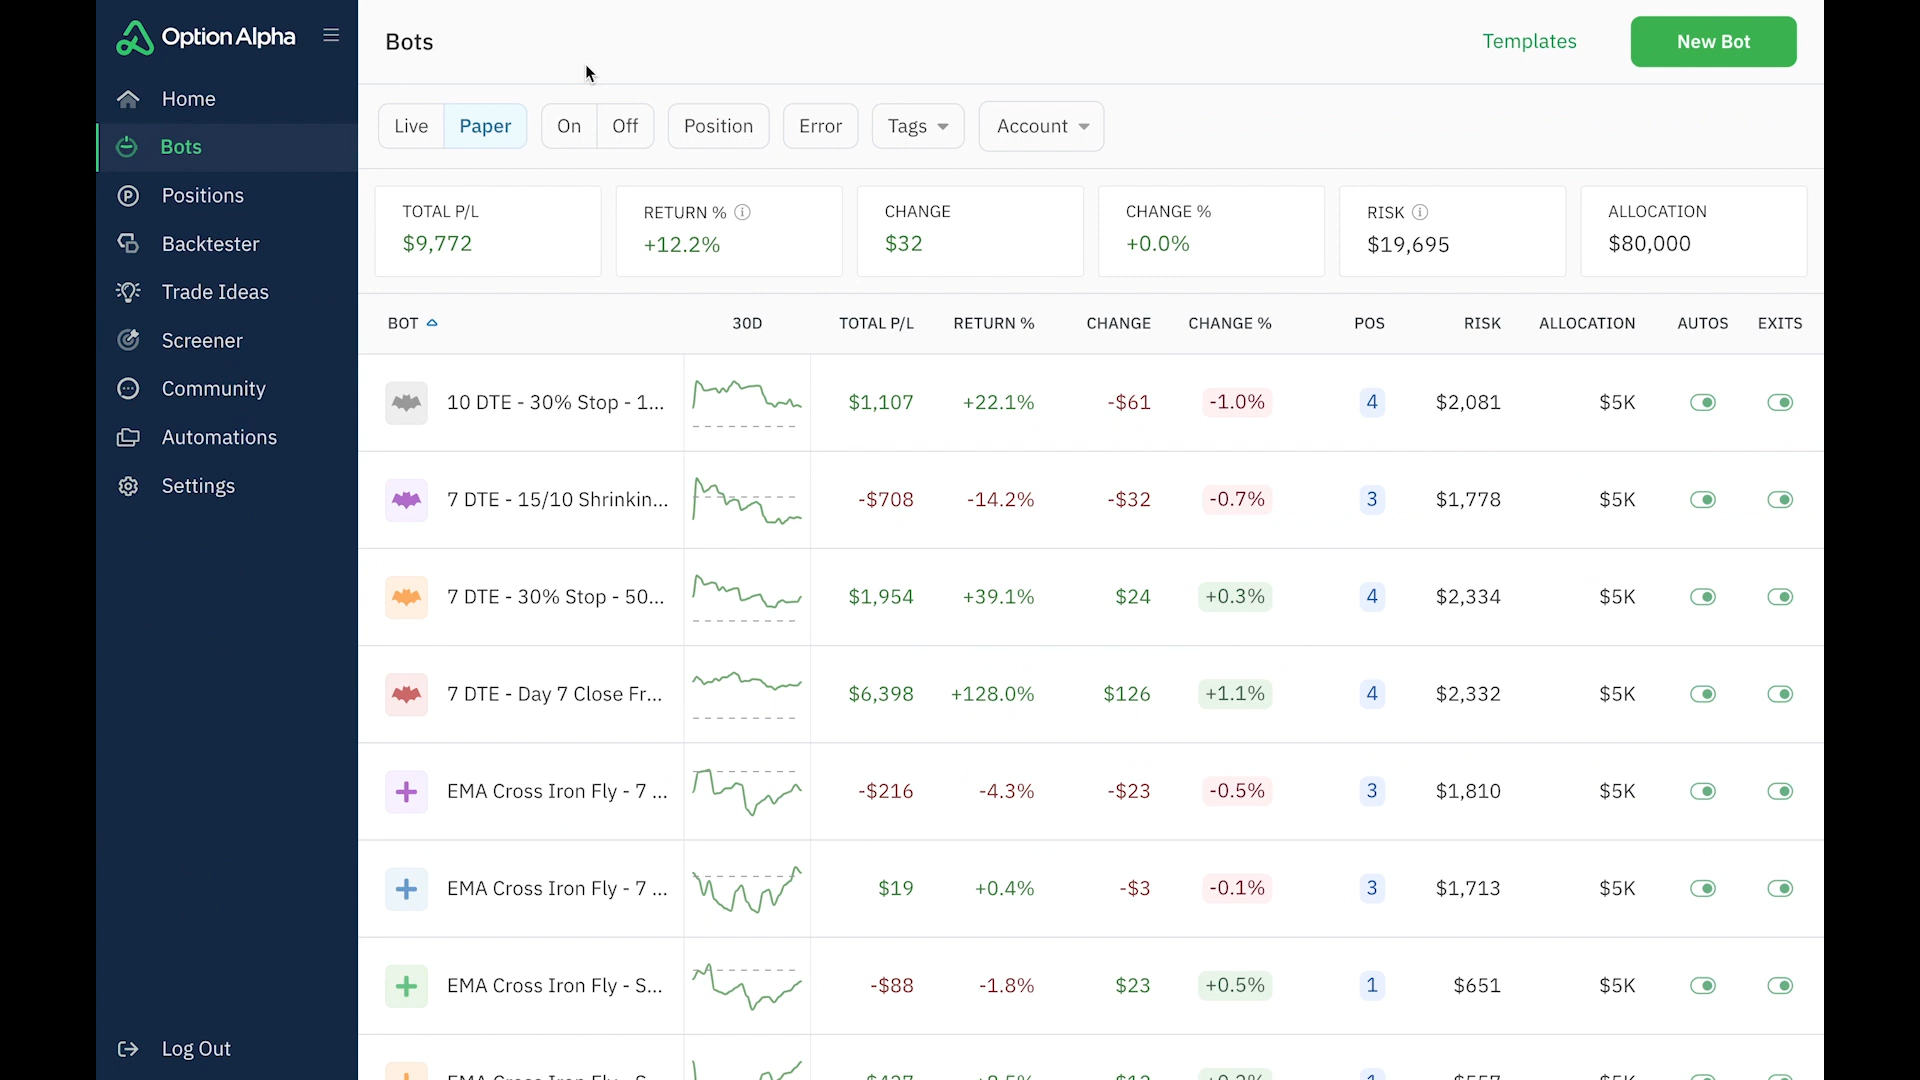 Option Alpha
Bots
Templates
New Bot
Home
Bots
Positions
Backtester
Trade Ideas
Screener
Community
Automations
Settings
Log Out
Live Paper On Off Position Error Tags Account
TOTAL P/L
$9,772
RETURN %
+12.2%
CHANGE
$32
CHANGE %
+0.0%
RISK
$19,695
ALLOCATION
$80,000
BOT 30D TOTAL P/L RETURN % CHANGE CHANGE % POS RISK ALLOCATION AUTOS EXITS
10 DTE - 30% Stop - 1... $1,107 +22.1% -$61 -1.0% 4 $2,081 $5K
7 DTE - 15/10 Shrinkin... -$708 -14.2% -$32 -0.7% 3 $1,778 $5K
7 DTE - 30% Stop - 50... $1,954 +39.1% $24 +0.3% 4 $2,334 $5K
7 DTE - Day 7 Close Fr... $6,398 +128.0% $126 +1.1% 4 $2,332 $5K
EMA Cross Iron Fly - 7 ... -$216 -4.3% -$23 -0.5% 3 $1,810 $5K
EMA Cross Iron Fly - 7 ... $19 +0.4% -$3 -0.1% 3 $1,713 $5K
EMA Cross Iron Fly - S... -$88 -1.8% $23 +0.5% 1 $651 $5K